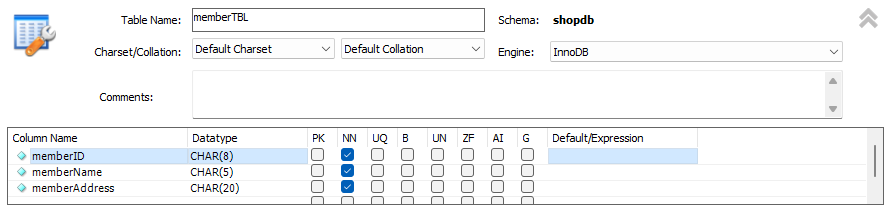 Table Name: memberTBL Schema: shopdb
Charset/Collation: Default Charset Default Collation Engine: InnoDB
Comments:
Column Name Datatype PK NN UQ B UN ZF AI G Default/Expression
memberID CHAR(8)
memberName CHAR(5)
memberAddress CHAR(20)